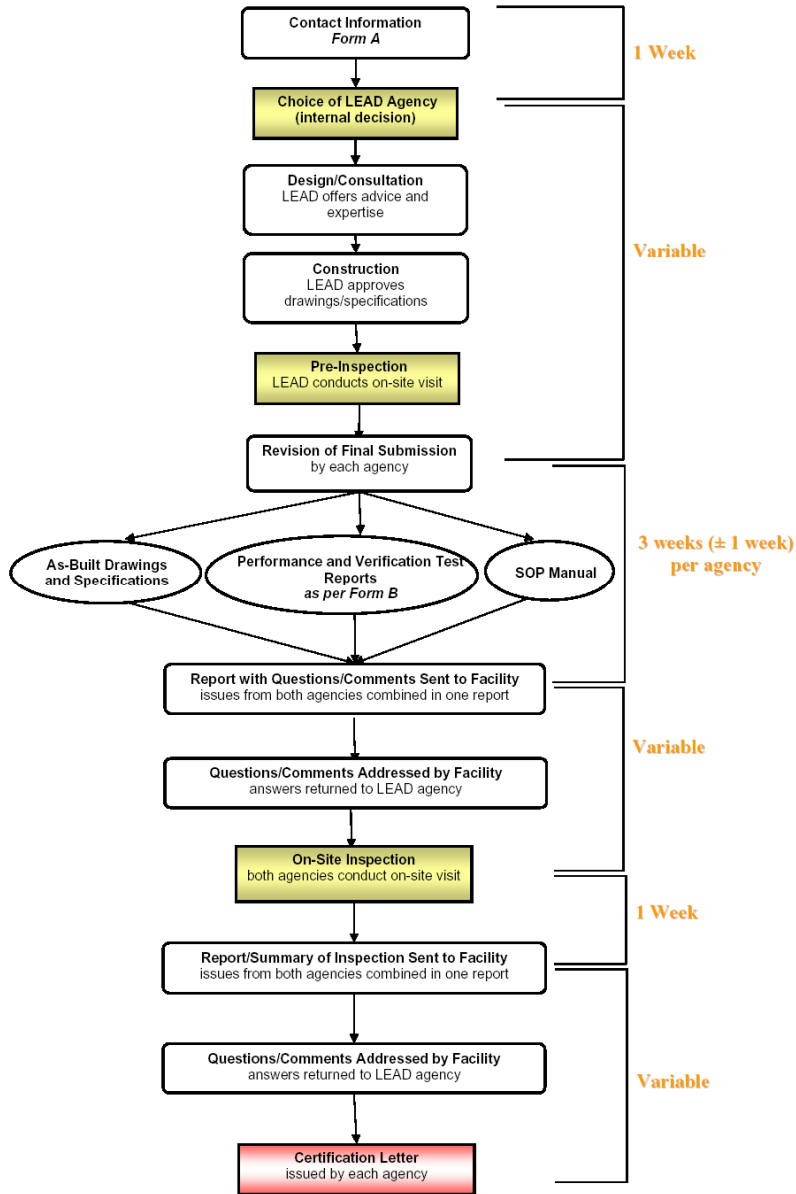 Contact Information
Form A
1 Week
Choice of LEAD Agency
(internal decision)
Design/Consultation
LEAD offers advice and
expertise
Variable
Construction
LEAD approves
drawings/specifications
Pre-Inspection
LEAD conducts on-site visit
Revision of Final Submission
by each agency
3 weeks (± 1 week)
per agency
As-Built Drawings
and Specifications
Performance and Verification Test
Reports
as per Form B
SOP Manual
Report with Questions/Comments Sent to Facility
issues from both agencies combined in one report
Variable
Questions/Comments Addressed by Facility
answers returned to LEAD agency
On-Site Inspection
both agencies conduct on-site visit
1 Week
Report/Summary of Inspection Sent to Facility
issues from both agencies combined in one report
Questions/Comments Addressed by Facility
answers returned to LEAD agency
Variable
Certification Letter
issued by each agency